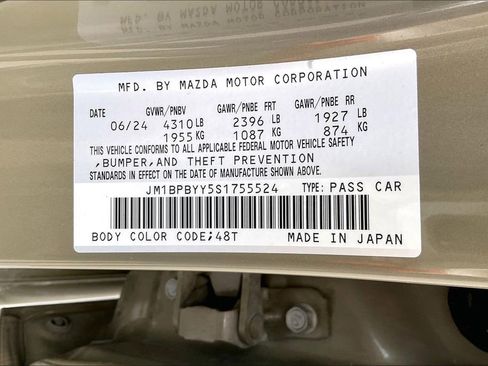 MFD. BY MAZDA MOTOR CORPORATION
DATE GVWR/PNBV GAWR/PNBE FRT GAWR/PNBE RR
06/24 4310 LB 2396 LB 1927 LB
1955 KG 1087 KG 874 KG
THIS VEHICLE CONFORMS TO ALL APPLICABLE FEDERAL MOTOR VEHICLE SAFETY
,BUMPER,AND THEFT PREVENTION
STANDARDS IN EFFECT ON THE DATE OF MANUFACTURE SHOWN ABOVE.
JM1BPBYY5S1755524 TYPE: PASS CAR
BODY COLOR CODE;48T MADE IN JAPAN